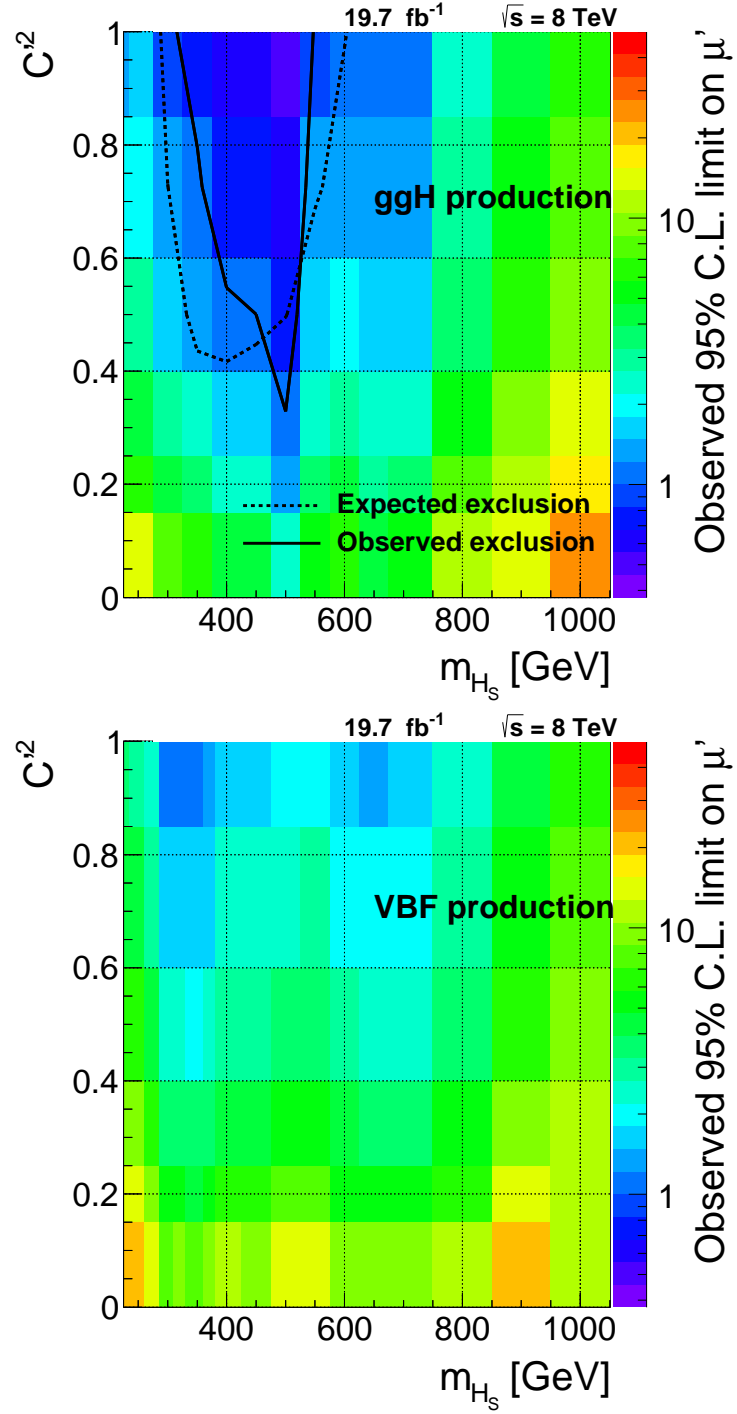 19.7 fb⁻¹ √s = 8 TeV
C'²
1
0.8
0.6
0.4
0.2
0
ggH production
Expected exclusion
Observed exclusion
400 600 800 1000
m_{H_S} [GeV]
10
1
Observed 95% C.L. limit on μ'
19.7 fb⁻¹ √s = 8 TeV
C'²
1
0.8
0.6
0.4
0.2
0
VBF production
400 600 800 1000
m_{H_S} [GeV]
10
1
Observed 95% C.L. limit on μ'